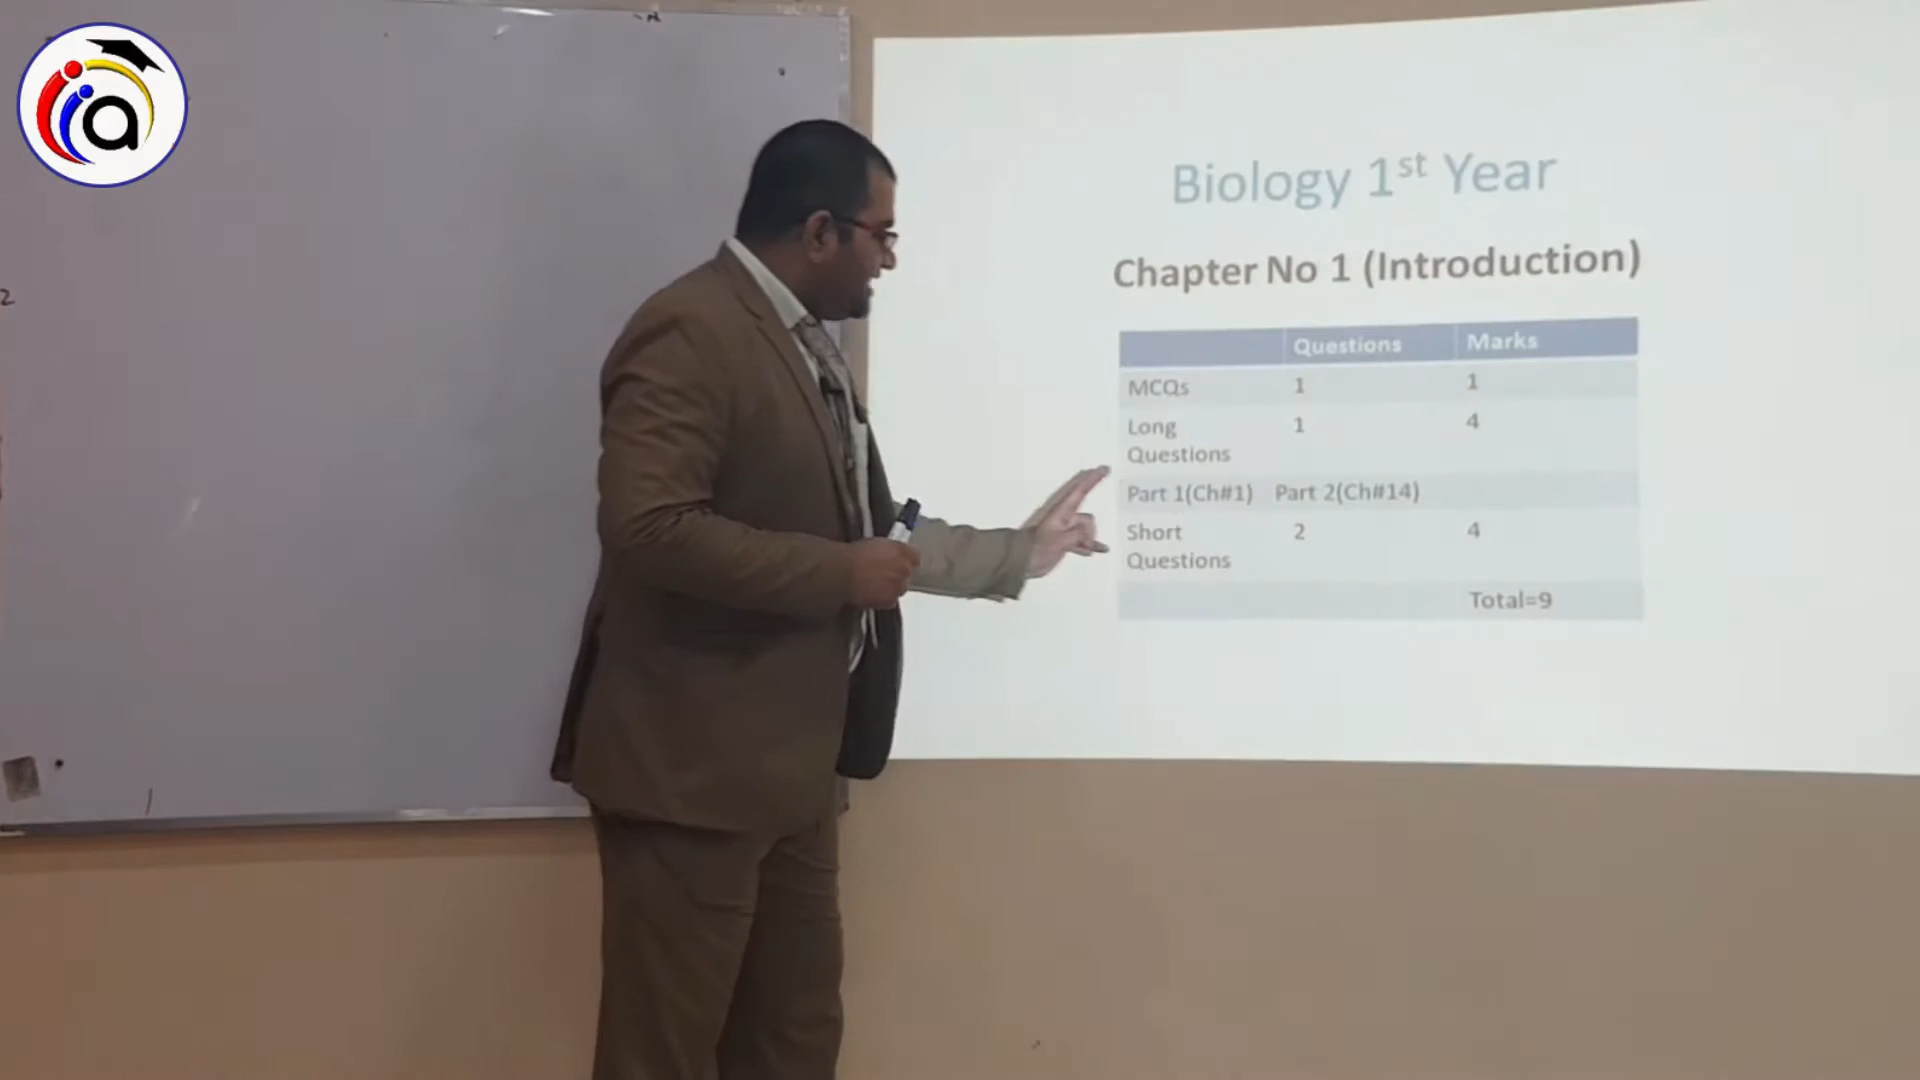 a
2
Biology 1st Year
Chapter No 1 (Introduction)
Questions Marks
MCQs 1 1
Long Questions 1 4
Part 1(Ch#1) Part 2(Ch#14)
Short Questions 2 4
Total=9